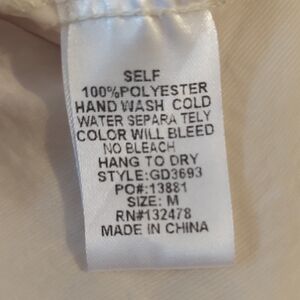 SELF
100%POLYESTER
HAND WASH COLD
WATER SEPARA TELY
COLOR WILL BLEED
NO BLEACH
HANG TO DRY
STYLE:GD3693
PO#:13881
SIZE: M
RN#132478
MADE IN CHINA